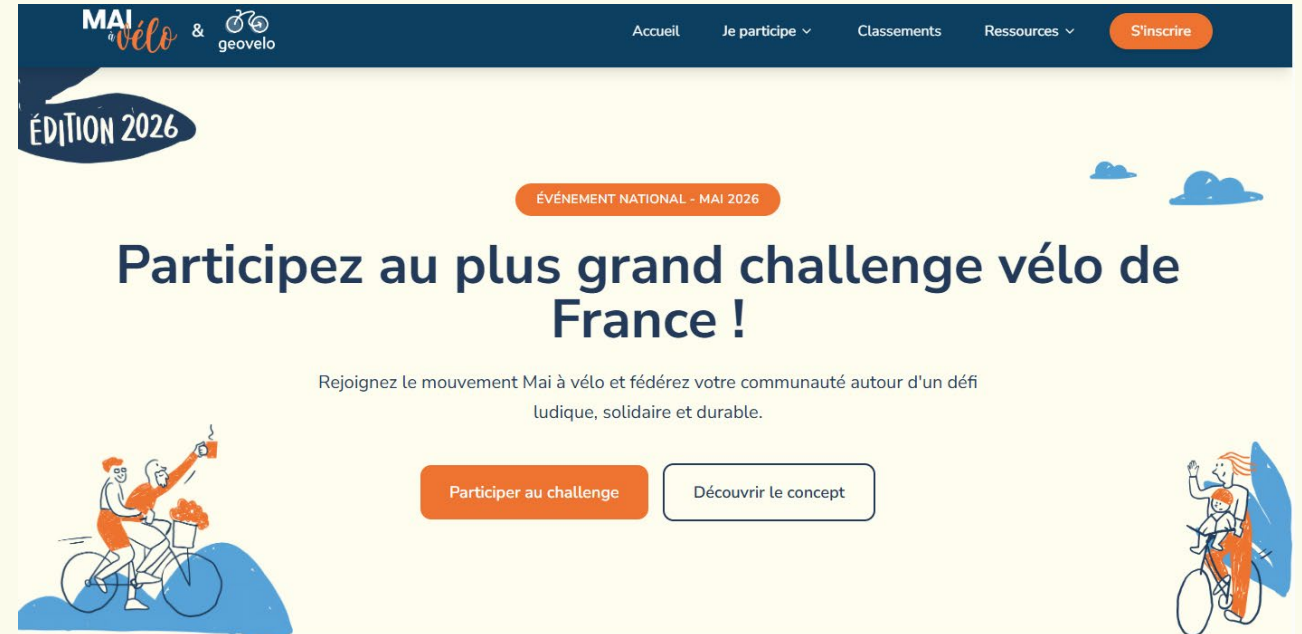 MAI à vélo & geovelo
Accueil Je participe Classements Ressources S'inscrire
ÉDITION 2026
ÉVÉNEMENT NATIONAL - MAI 2026
Participez au plus grand challenge vélo de
France !
Rejoignez le mouvement Mai à vélo et fédérez votre communauté autour d'un défi
ludique, solidaire et durable.
Participer au challenge Découvrir le concept